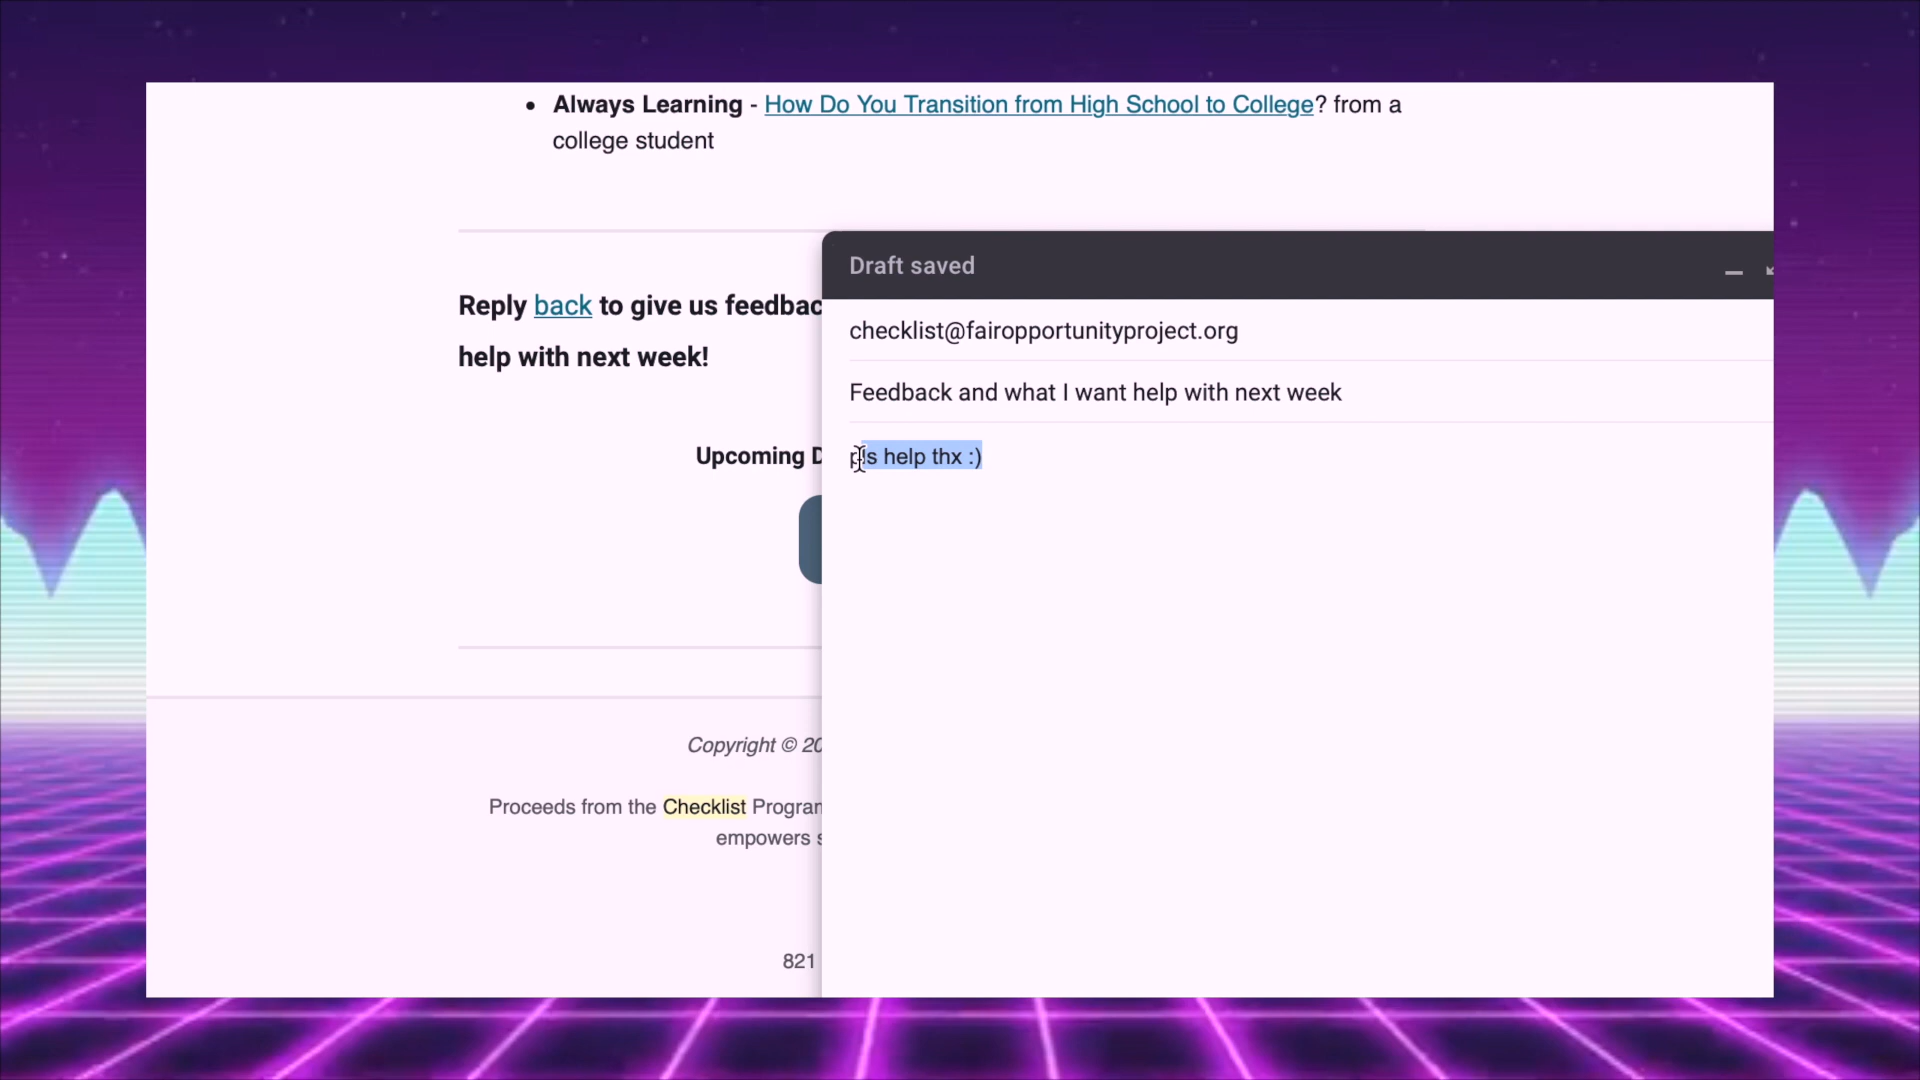 • Always Learning - How Do You Transition from High School to College? from a
college student
Reply back to give us feedbac
help with next week!
Draft saved
checklist@fairopportunityproject.org
Feedback and what I want help with next week
Upcoming D
pls help thx :)
Copyright © 20
Proceeds from the Checklist Program
empowers s
821